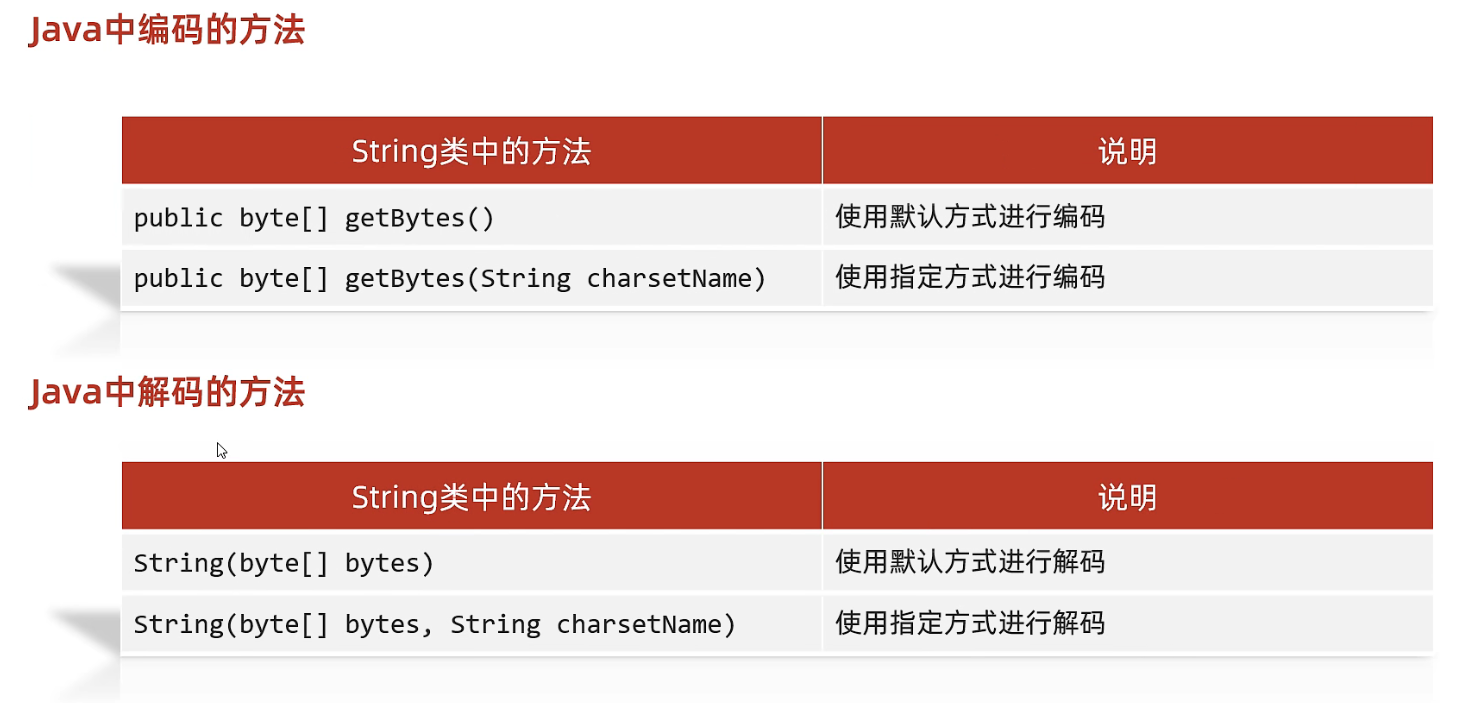 Java中编码的方法
String类中的方法 说明
public byte[] getBytes() 使用默认方式进行编码
public byte[] getBytes(String charsetName) 使用指定方式进行编码
Java中解码的方法
String类中的方法 说明
String(byte[] bytes) 使用默认方式进行解码
String(byte[] bytes, String charsetName) 使用指定方式进行解码